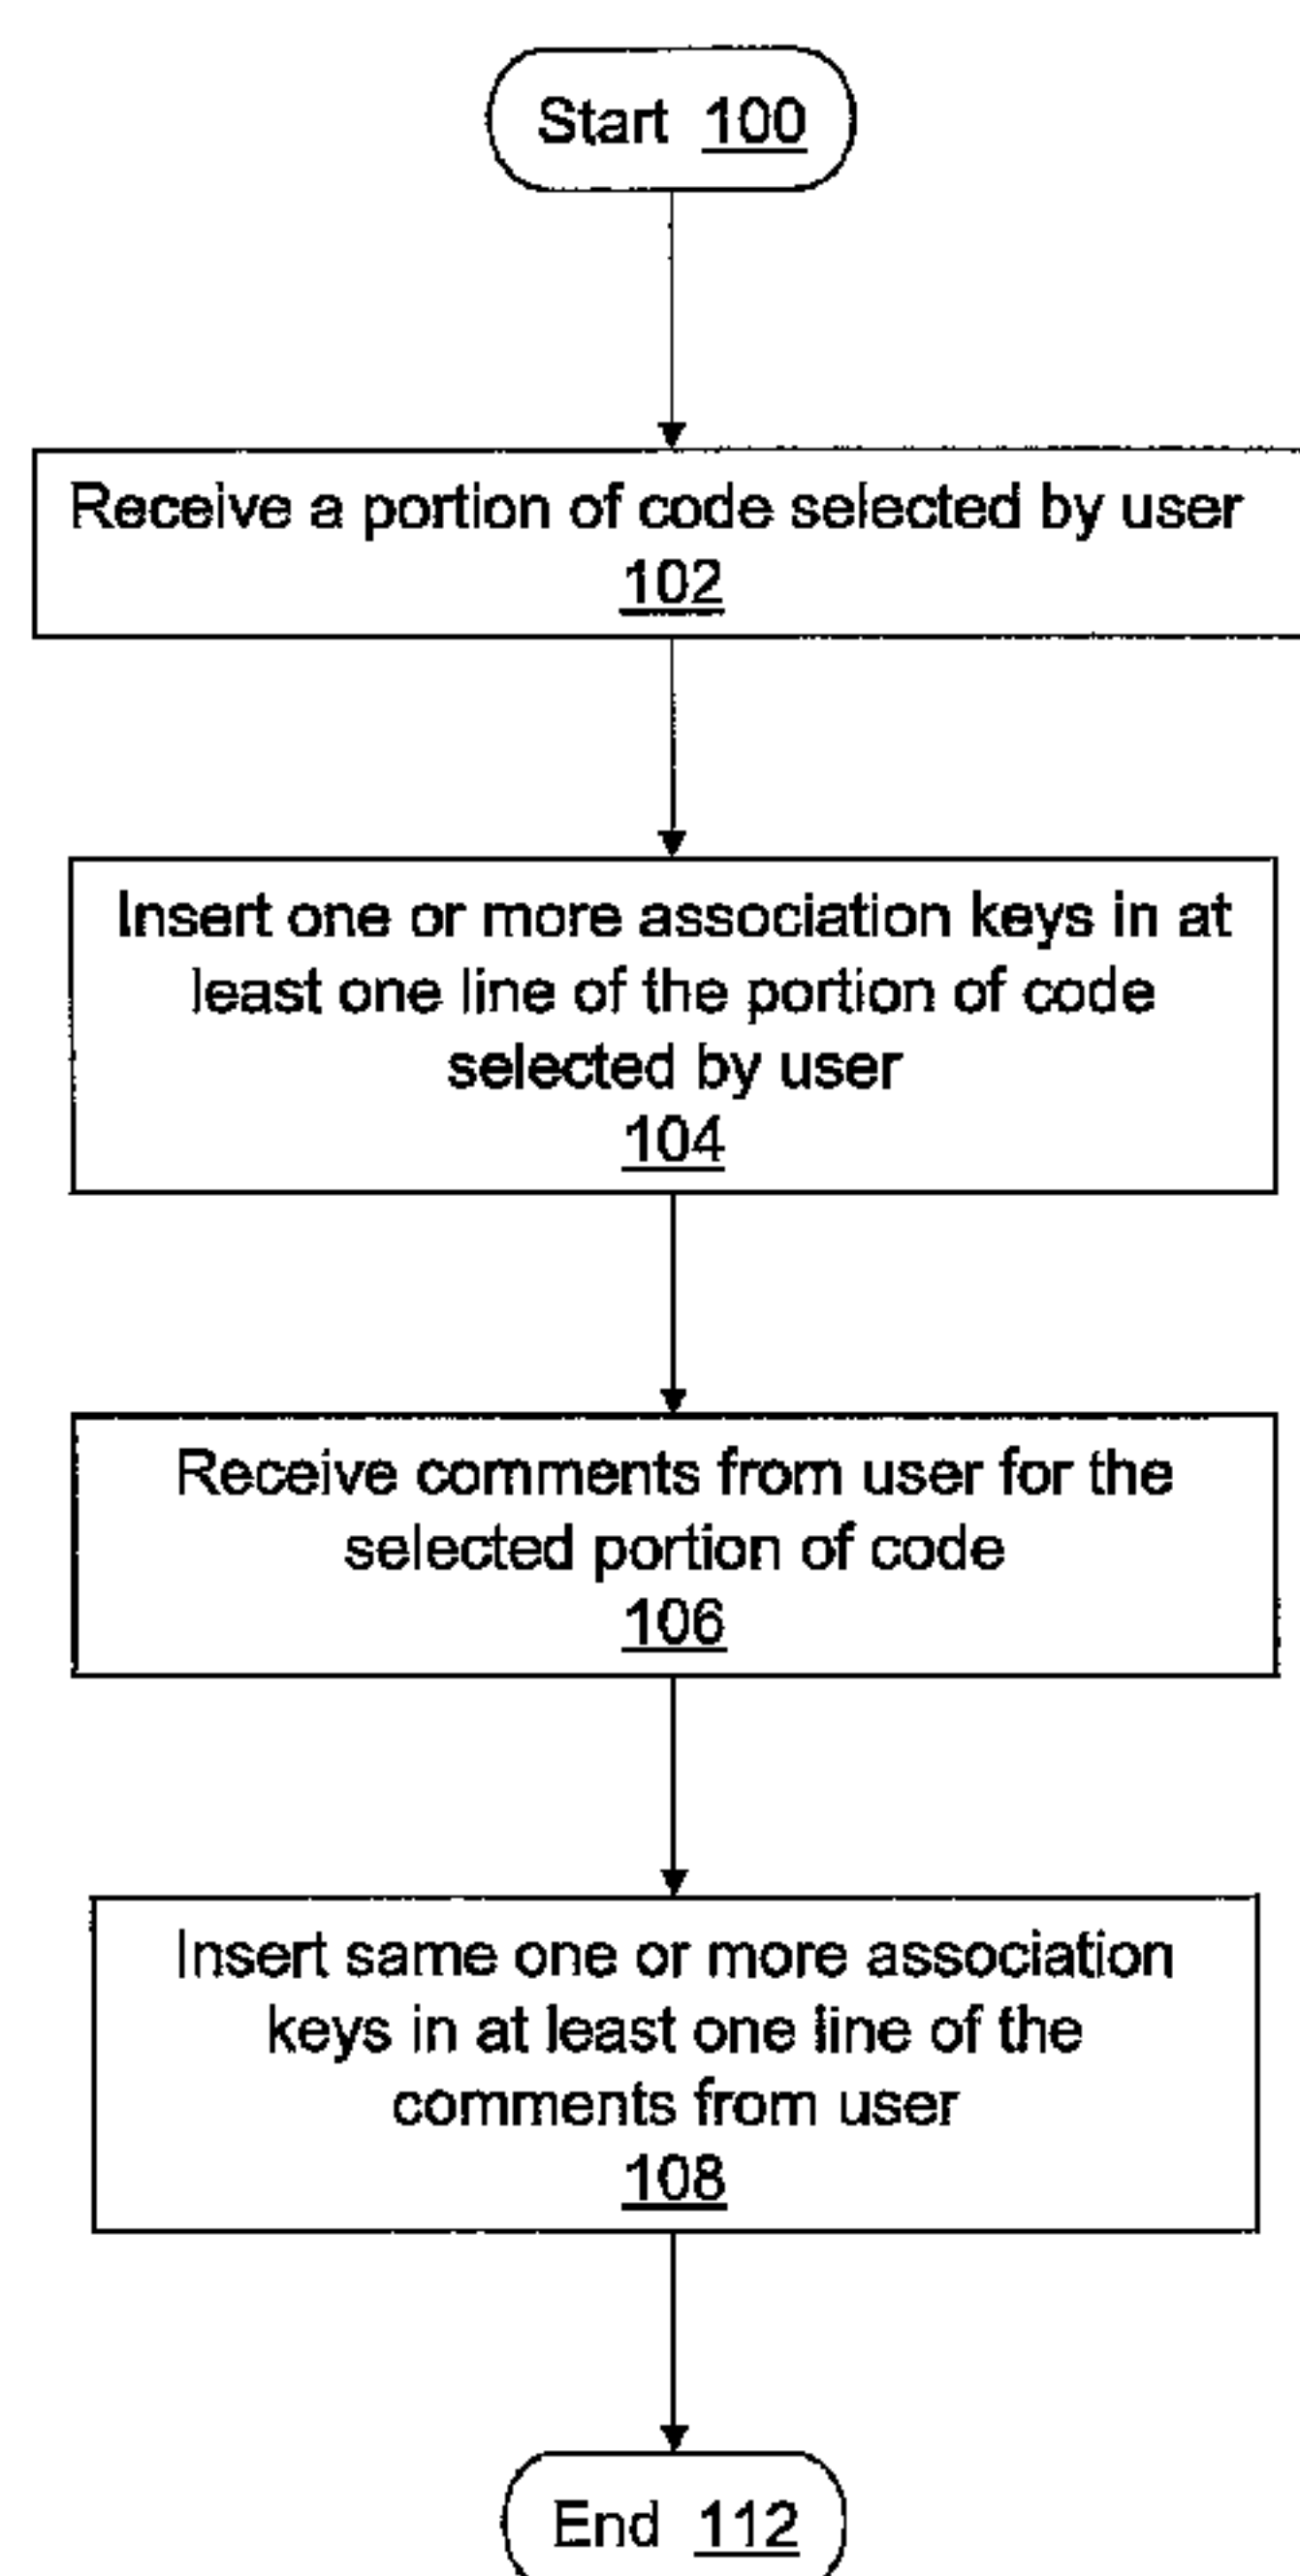 Start 100
Receive a portion of code selected by user
102
Insert one or more association keys in at
least one line of the portion of code
selected by user
104
Receive comments from user for the
selected portion of code
106
Insert same one or more association
keys in at least one line of the
comments from user
108
End 112